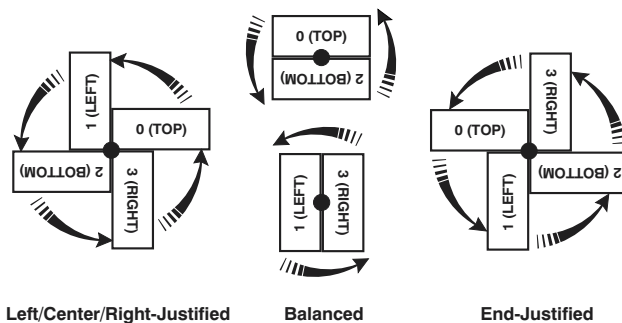 1 (LEFT)
0 (TOP)
2 (BOTTOM)
3 (RIGHT)
0 (TOP)
2 (BOTTOM)
1 (LEFT)
3 (RIGHT)
3 (RIGHT)
0 (TOP)
2 (BOTTOM)
1 (LEFT)
Left/Center/Right-Justified
Balanced
End-Justified